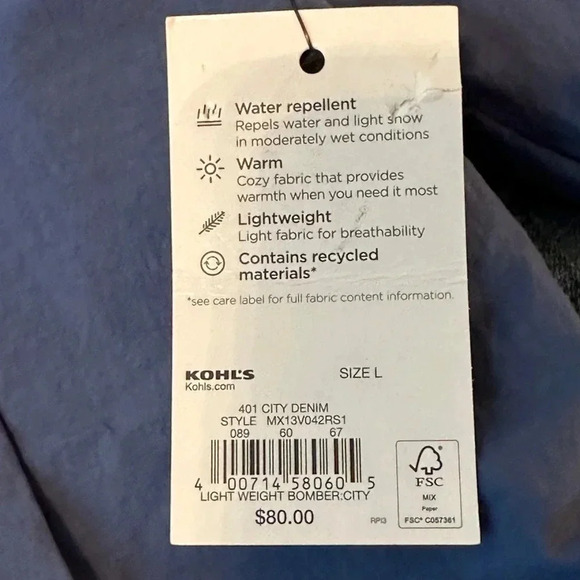 Water repellent
Repels water and light snow
in moderately wet conditions
Warm
Cozy fabric that provides
warmth when you need it most
Lightweight
Light fabric for breathability
Contains recycled
materials*
*see care label for full fabric content information.
KOHL'S
Kohls.com
SIZE L
401 CITY DENIM
STYLE MX13V042RS1
089 60 67
4 00714 58060 5
LIGHT WEIGHT BOMBER:CITY
$80.00
RPI3
FSC
MIX
Paper
FSC® C057361